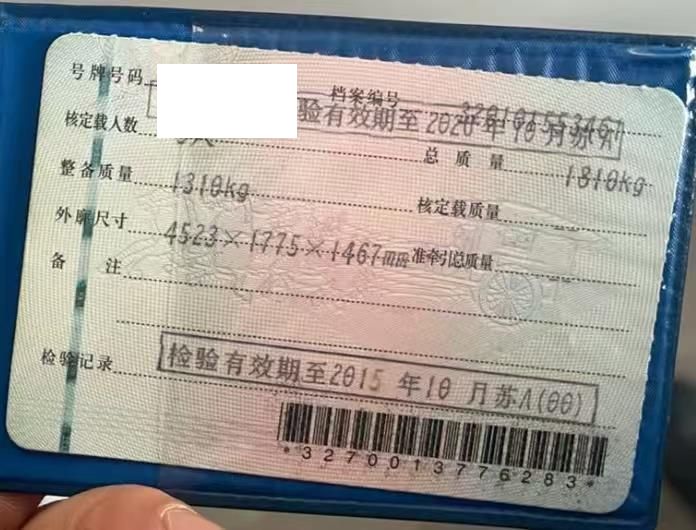 号牌号码
档案编号 320101553467
验有效期至2020年10月苏A
核定载人数 5人
总质量 1810kg
整备质量 1310kg
核定载质量
外廓尺寸 4523×1775×1467mm
准牵引总质量
备注
检验记录 检验有效期至2015年10月苏A(00)
*3270013776283*